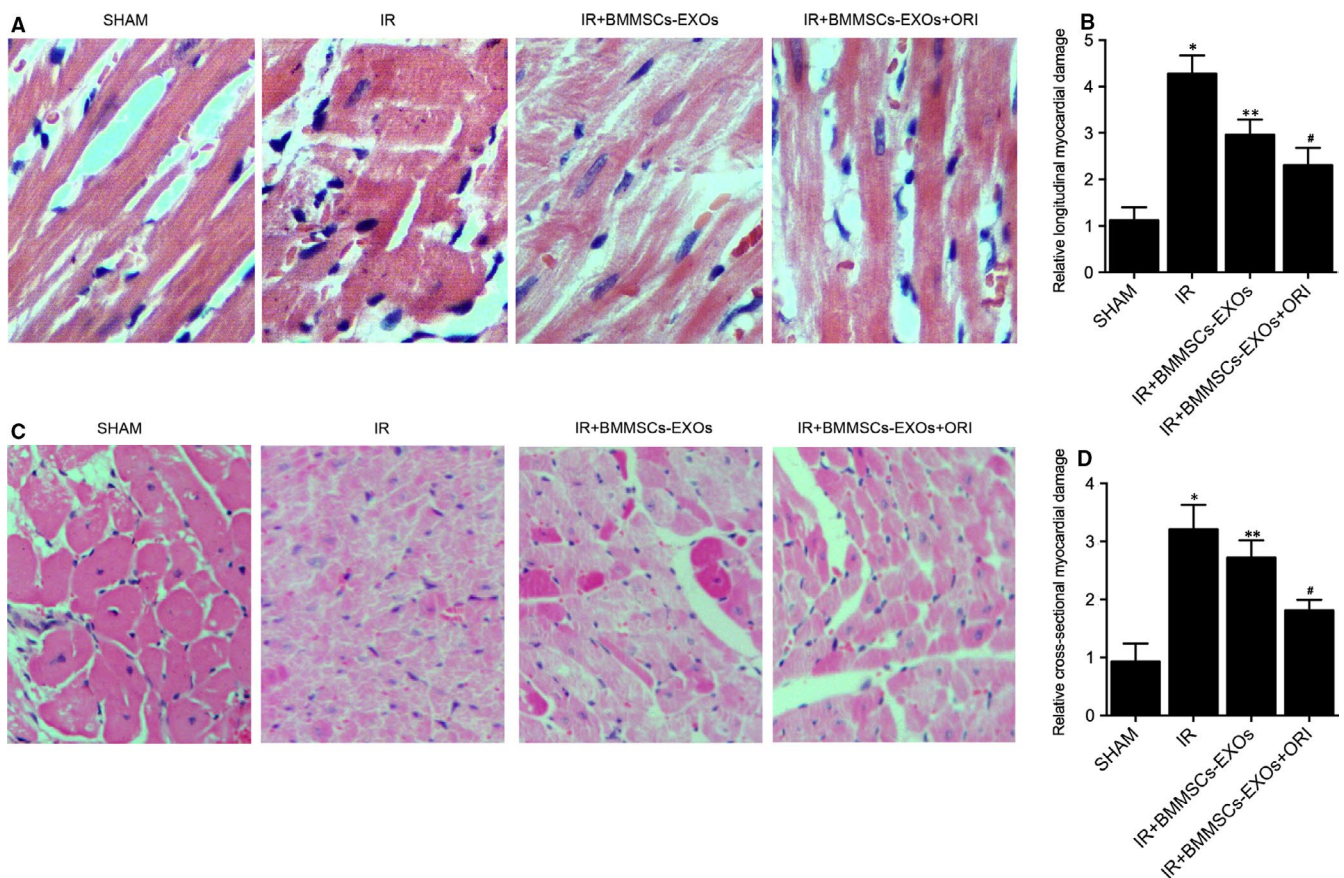 A
SHAM
IR
IR+BMMSCs-EXOs
IR+BMMSCs-EXOs+ORI
B
Relative longitudinal myocardial damage
5
4
3
2
1
0
*
**
#
SHAM
IR
IR+BMMSCs-EXOs
IR+BMMSCs-EXOs+ORI
C
SHAM
IR
IR+BMMSCs-EXOs
IR+BMMSCs-EXOs+ORI
D
Relative cross-sectional myocardial damage
4
3
2
1
0
*
**
#
SHAM
IR
IR+BMMSCs-EXOs
IR+BMMSCs-EXOs+ORI